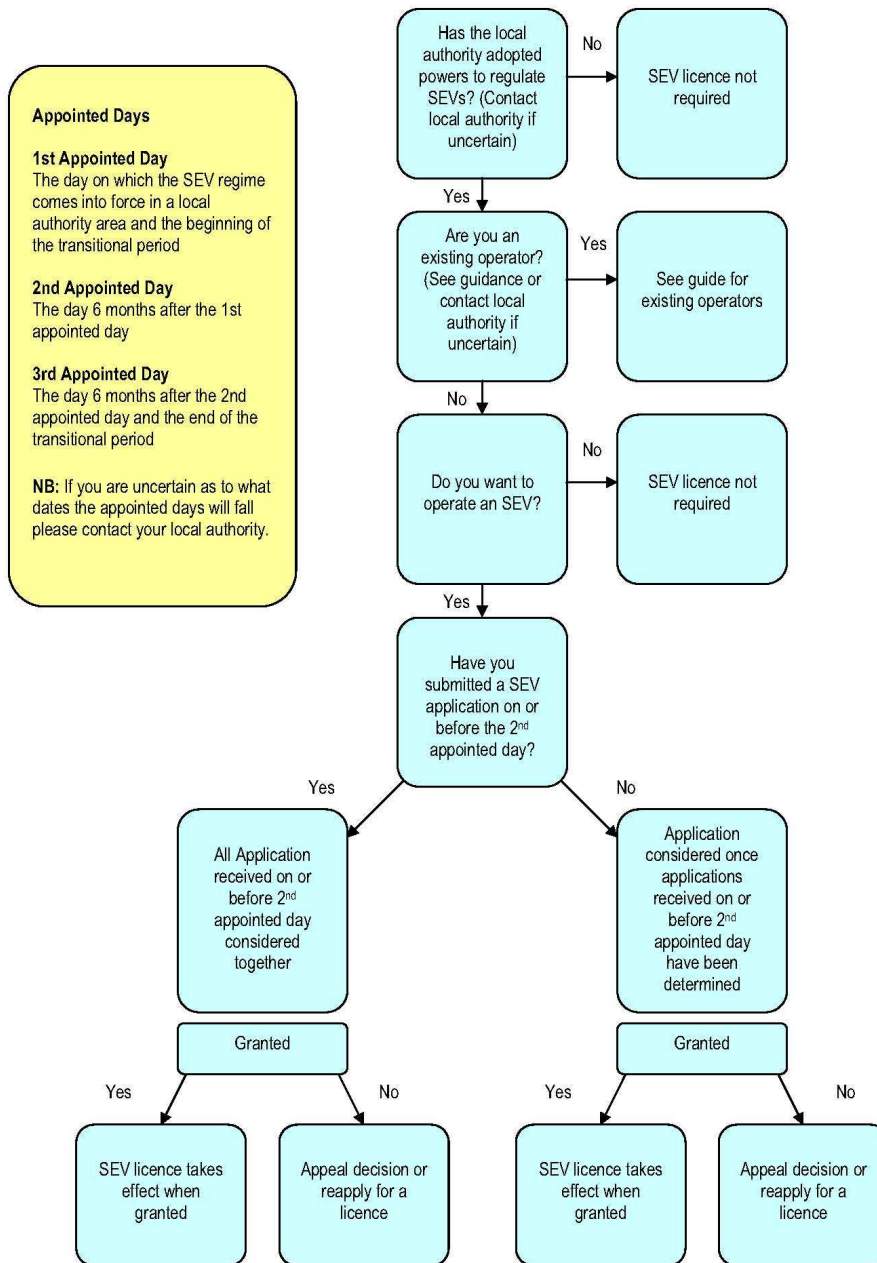 Appointed Days
1st Appointed Day
The day on which the SEV regime
comes into force in a local
authority area and the beginning of
the transitional period
2nd Appointed Day
The day 6 months after the 1st
appointed day
3rd Appointed Day
The day 6 months after the 2nd
appointed day and the end of the
transitional period
NB: If you are uncertain as to what
dates the appointed days will fall
please contact your local authority.
Has the local
authority adopted
powers to regulate
SEVs? (Contact
local authority if
uncertain)
No
SEV licence not
required
Yes
Are you an
existing operator?
(See guidance or
contact local
authority if
uncertain)
Yes
See guide for
existing operators
No
Do you want to
operate an SEV?
No
SEV licence not
required
Yes
Have you
submitted a SEV
application on or
before the 2nd
appointed day?
Yes
No
All Application
received on or
before 2nd
appointed day
considered
together
Application
considered once
applications
received on or
before 2nd
appointed day
have been
determined
Granted
Granted
Yes
No
Yes
No
SEV licence takes
effect when
granted
Appeal decision or
reapply for a
licence
SEV licence takes
effect when
granted
Appeal decision or
reapply for a
licence